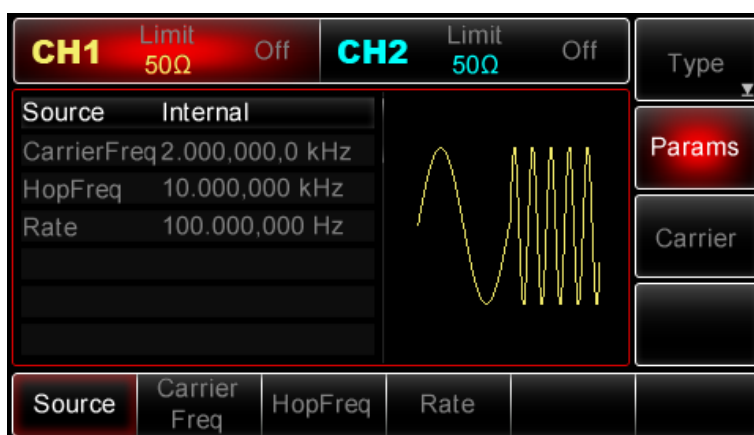 CH1 Limit Off 50Ω
CH2 Limit Off 50Ω
Type
Source Internal
CarrierFreq 2.000,000,0 kHz
HopFreq 10.000,000 kHz
Rate 100.000,000 Hz
Params
Carrier
Source
Carrier
Freq
HopFreq
Rate